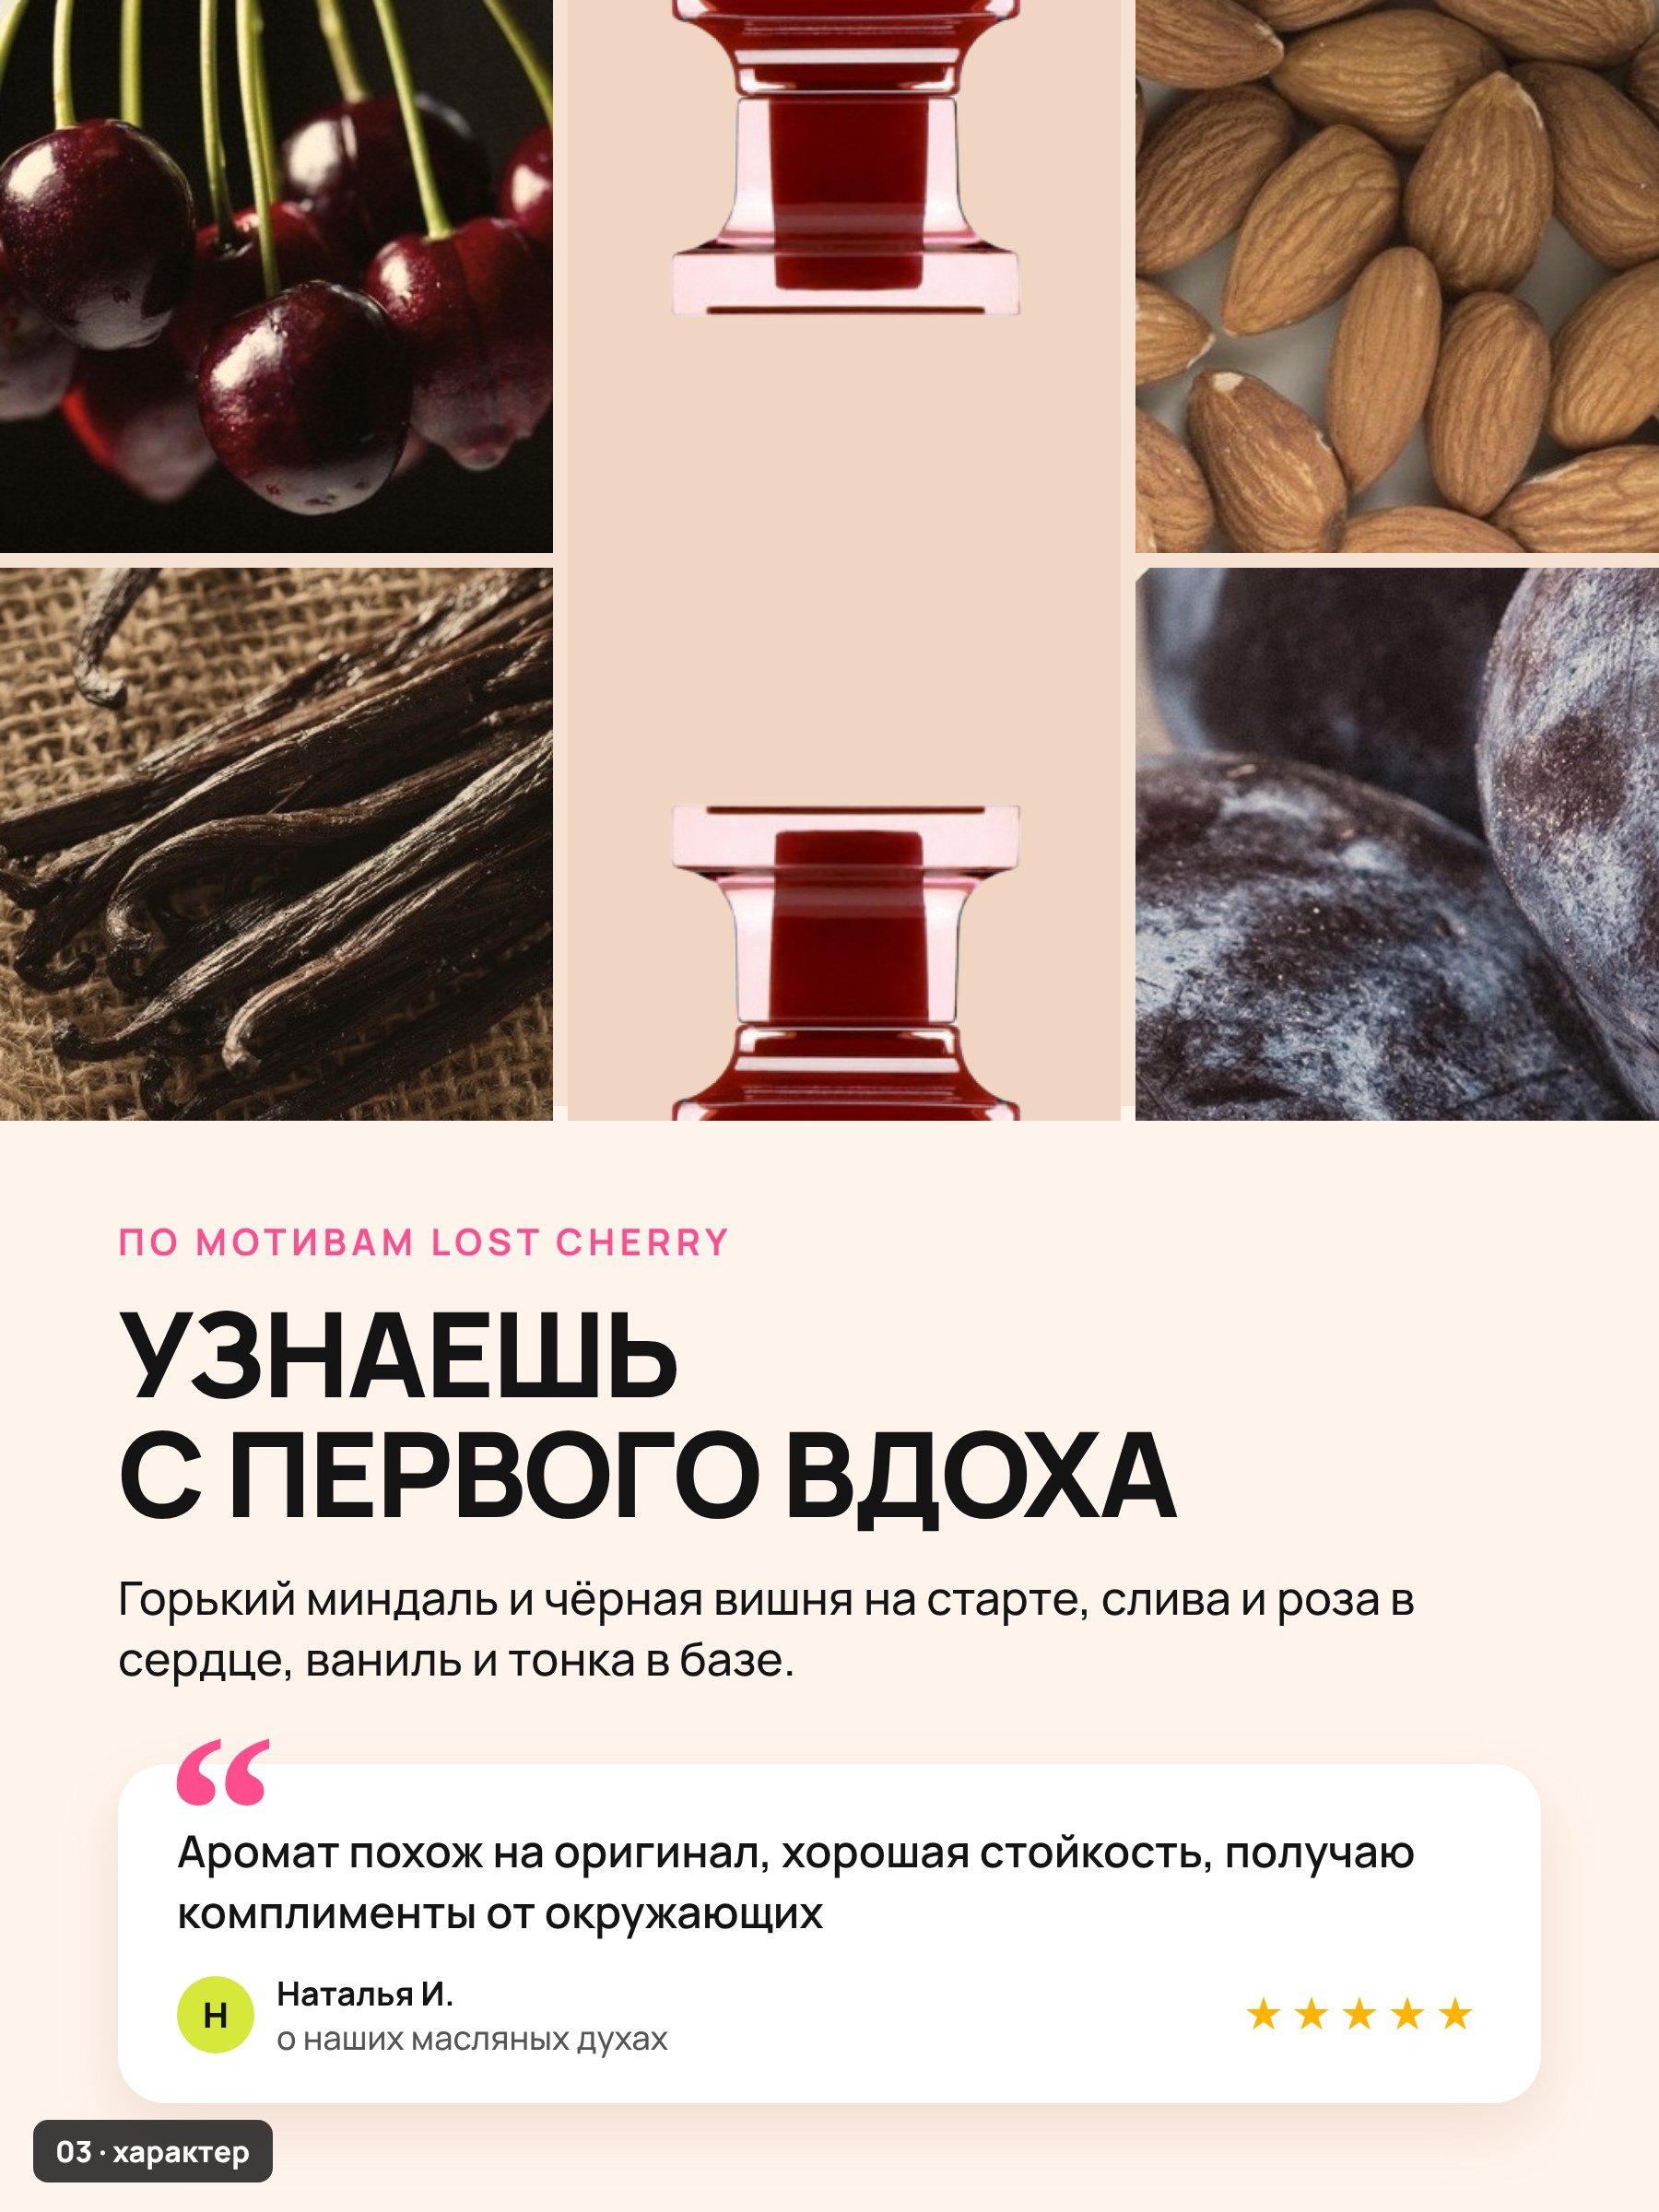 ПО МОТИВАМ LOST CHERRY
УЗНАЕШЬ
С ПЕРВОГО ВДОХА
Горький миндаль и чёрная вишня на старте, слива и роза в
сердце, ваниль и тонка в базе.
“
Аромат похож на оригинал, хорошая стойкость, получаю
комплименты от окружающих
Н
Наталья И.
о наших масляных духах
★★★★★
03 · характер